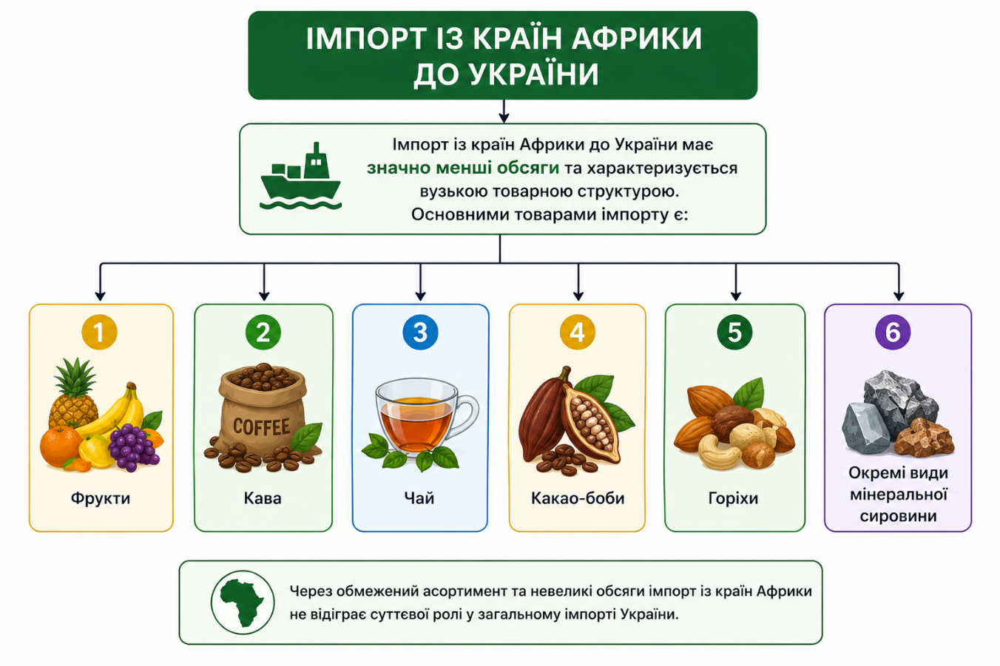 ІМПОРТ ІЗ КРАЇН АФРИКИ
ДО УКРАЇНИ
Імпорт із країн Африки до України має
значно менші обсяги та характеризується
вузькою товарною структурою.
Основними товарами імпорту є:
1
COFFEE
Фрукти
2
Кава
3
Чай
4
Какао-боби
5
Горіхи
6
Окремі види
мінеральної
сировини
Через обмежений асортимент та невеликі обсяги імпорт із країн Африки
не відіграє суттєвої ролі у загальному імпорті України.